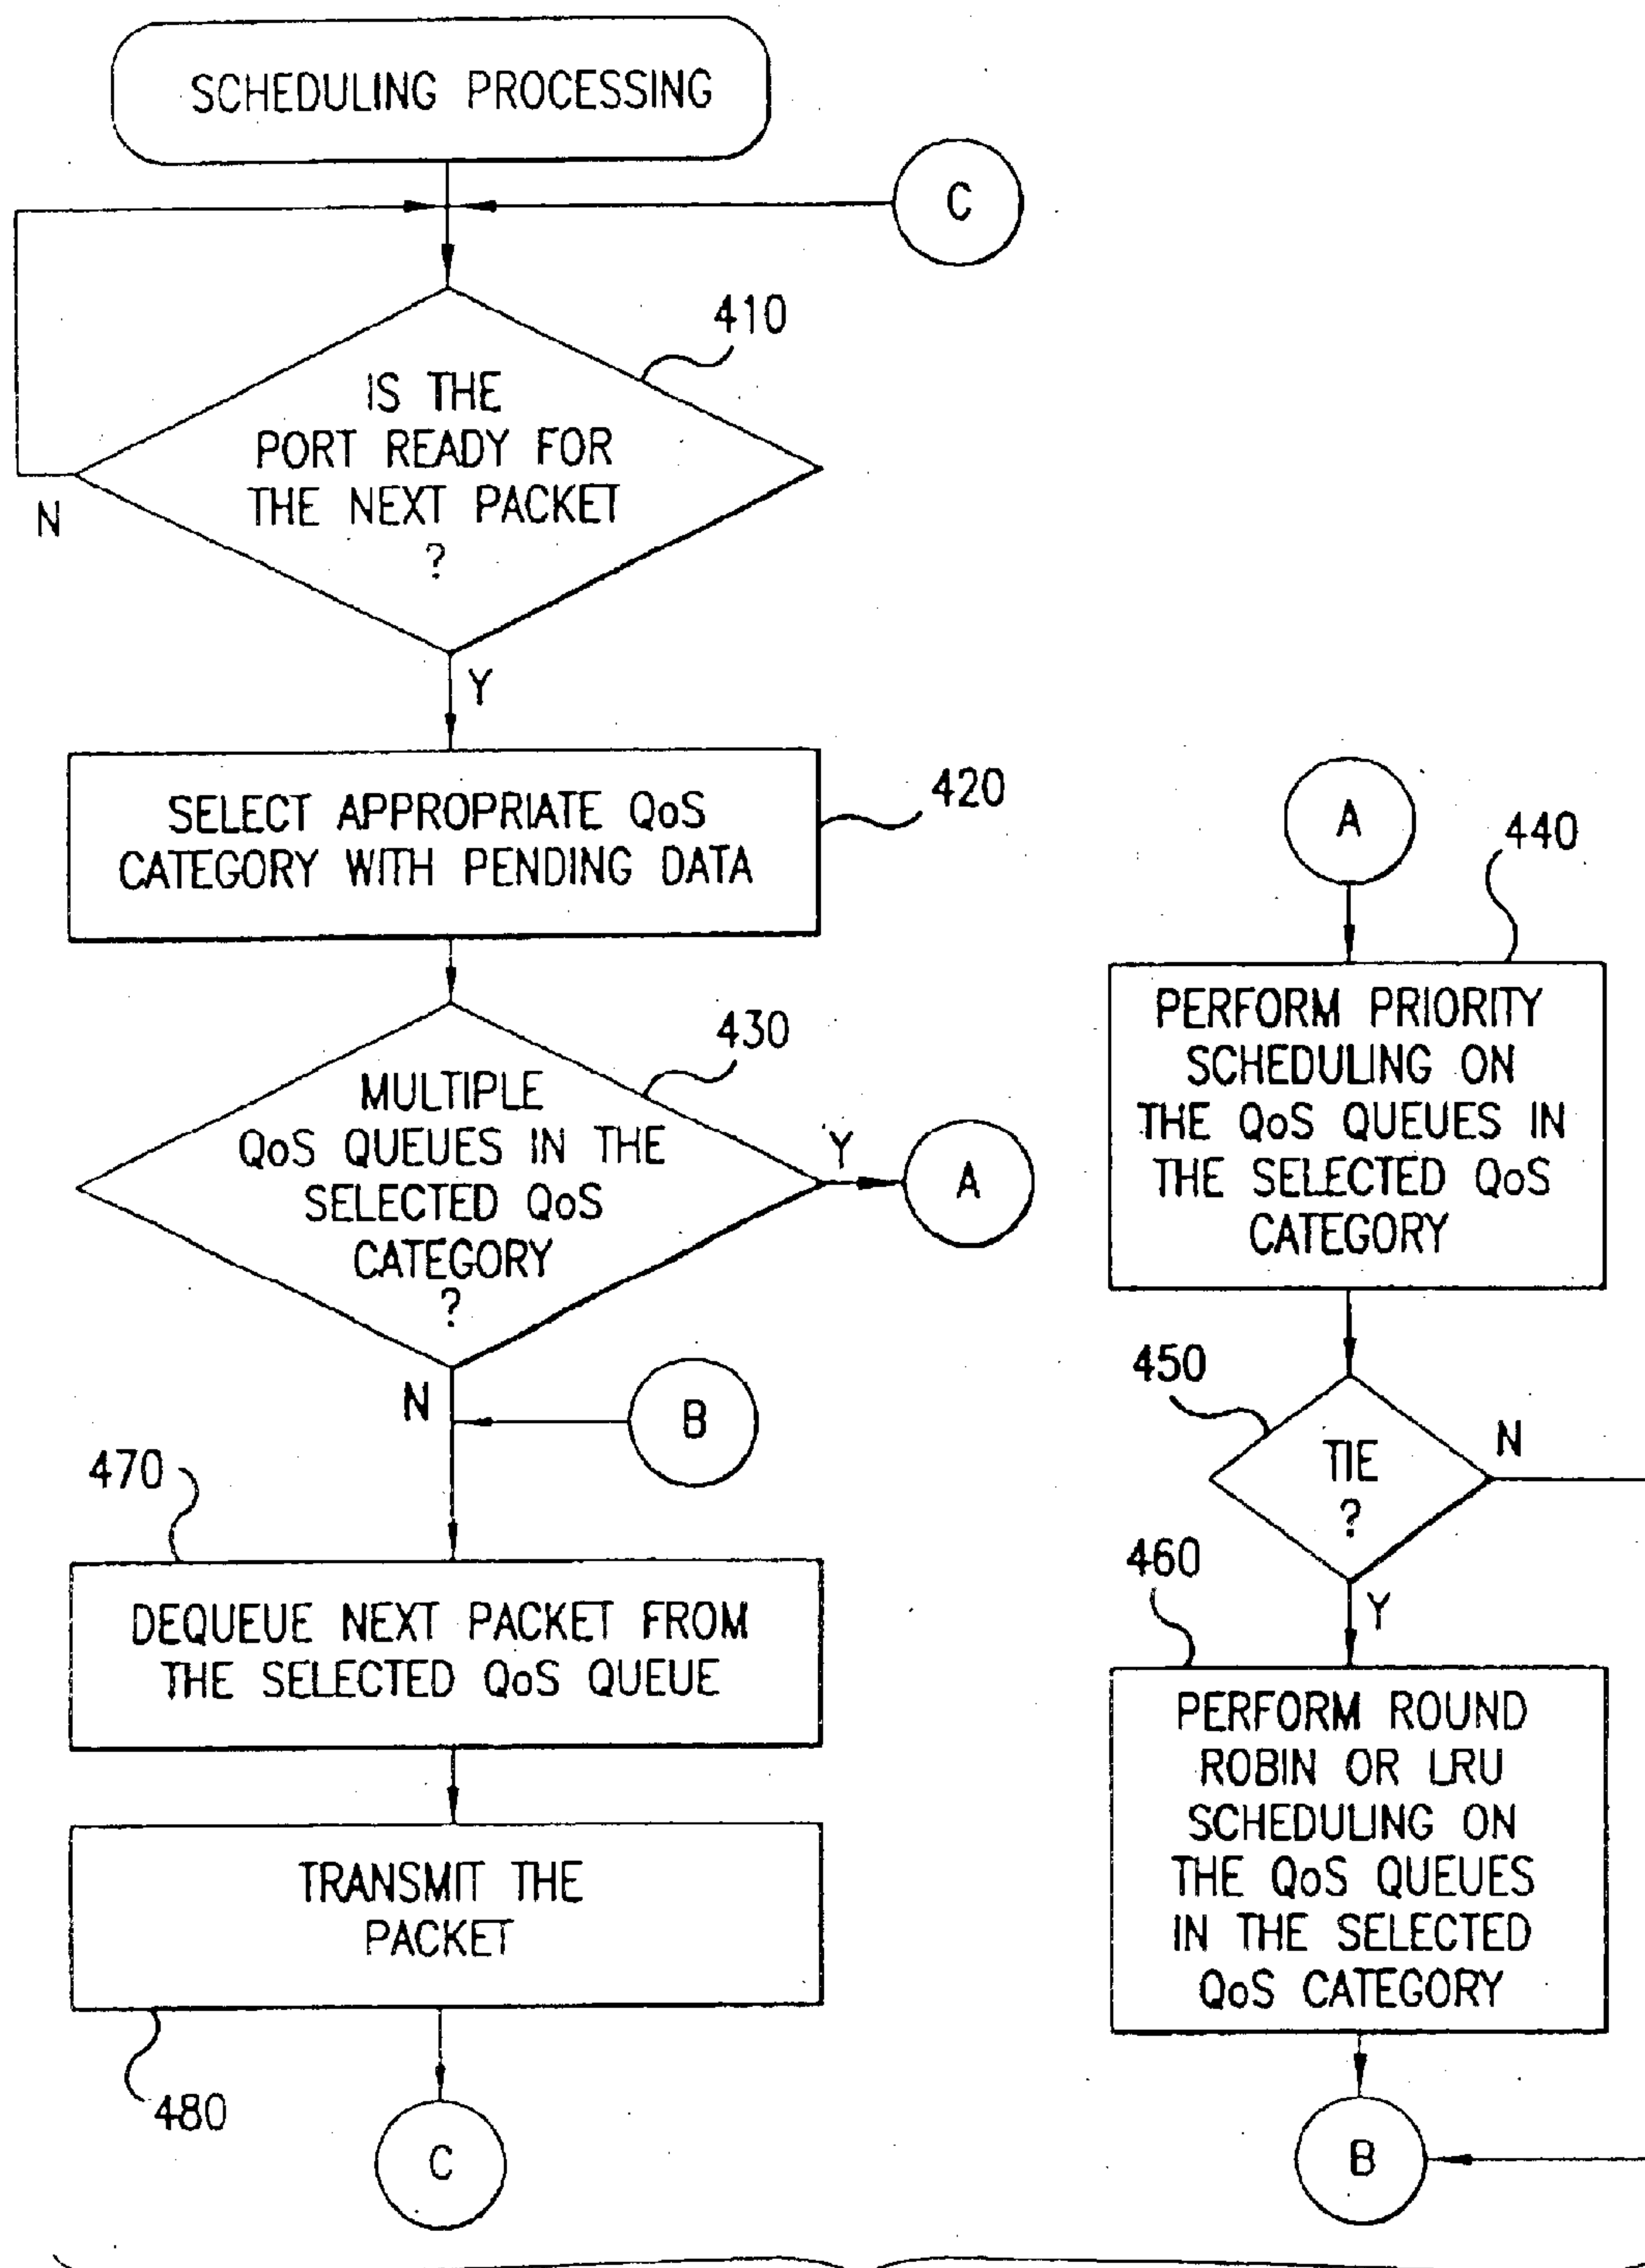 SCHEDULING PROCESSING
C
410
IS THE
PORT READY FOR
THE NEXT PACKET
?
N
Y
SELECT APPROPRIATE QoS
CATEGORY WITH PENDING DATA
420
430
MULTIPLE
QoS QUEUES IN THE
SELECTED QoS
CATEGORY
?
Y
A
N
B
470
DEQUEUE NEXT PACKET FROM
THE SELECTED QoS QUEUE
TRANSMIT THE
PACKET
480
C
A
440
PERFORM PRIORITY
SCHEDULING ON
THE QoS QUEUES IN
THE SELECTED QoS
CATEGORY
450
TIE
?
N
460
Y
PERFORM ROUND
ROBIN OR LRU
SCHEDULING ON
THE QoS QUEUES
IN THE SELECTED
QoS CATEGORY
B